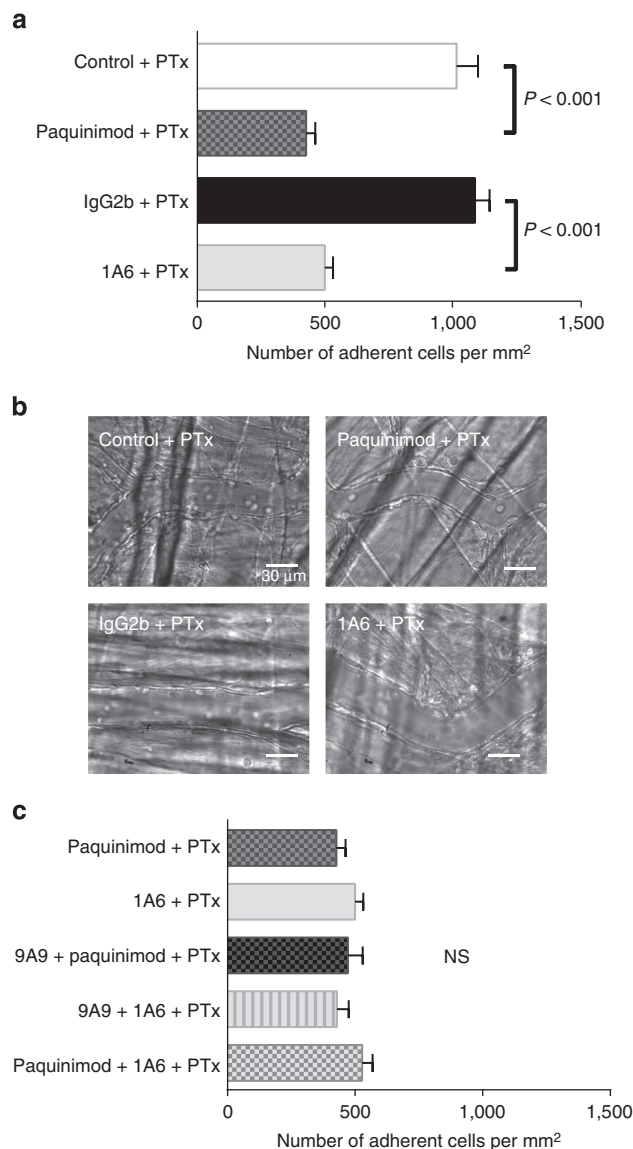 a
Control + PTx
Paquinimod + PTx
IgG2b + PTx
1A6 + PTx
P < 0.001
P < 0.001
0 500 1,000 1,500
Number of adherent cells per mm²
b
Control + PTx
30 μm
Paquinimod + PTx
IgG2b + PTx
1A6 + PTx
c
Paquinimod + PTx
1A6 + PTx
9A9 + paquinimod + PTx
9A9 + 1A6 + PTx
Paquinimod + 1A6 + PTx
NS
0 500 1,000 1,500
Number of adherent cells per mm²